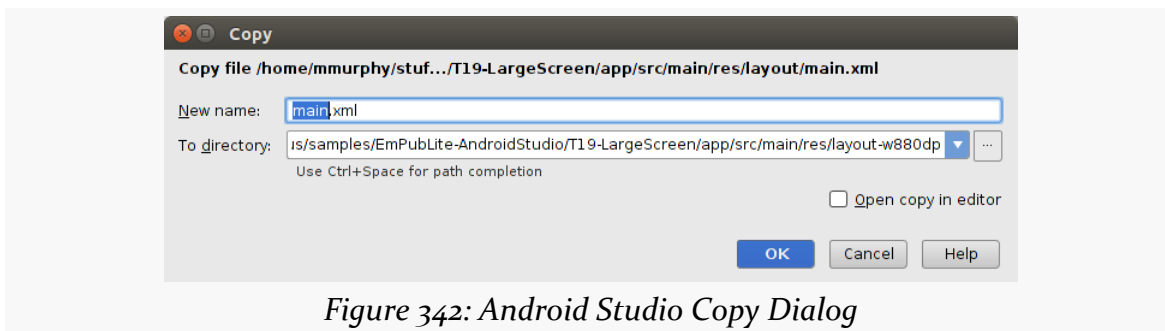 Copy
Copy file /home/mmurphy/stuf.../T19-LargeScreen/app/src/main/res/layout/main.xml
New name: main.xml
To directory: us/samples/EmPubLite-AndroidStudio/T19-LargeScreen/app/src/main/res/layout-w880dp ...
Use Ctrl+Space for path completion
Open copy in editor
OK Cancel Help
Figure 342: Android Studio Copy Dialog